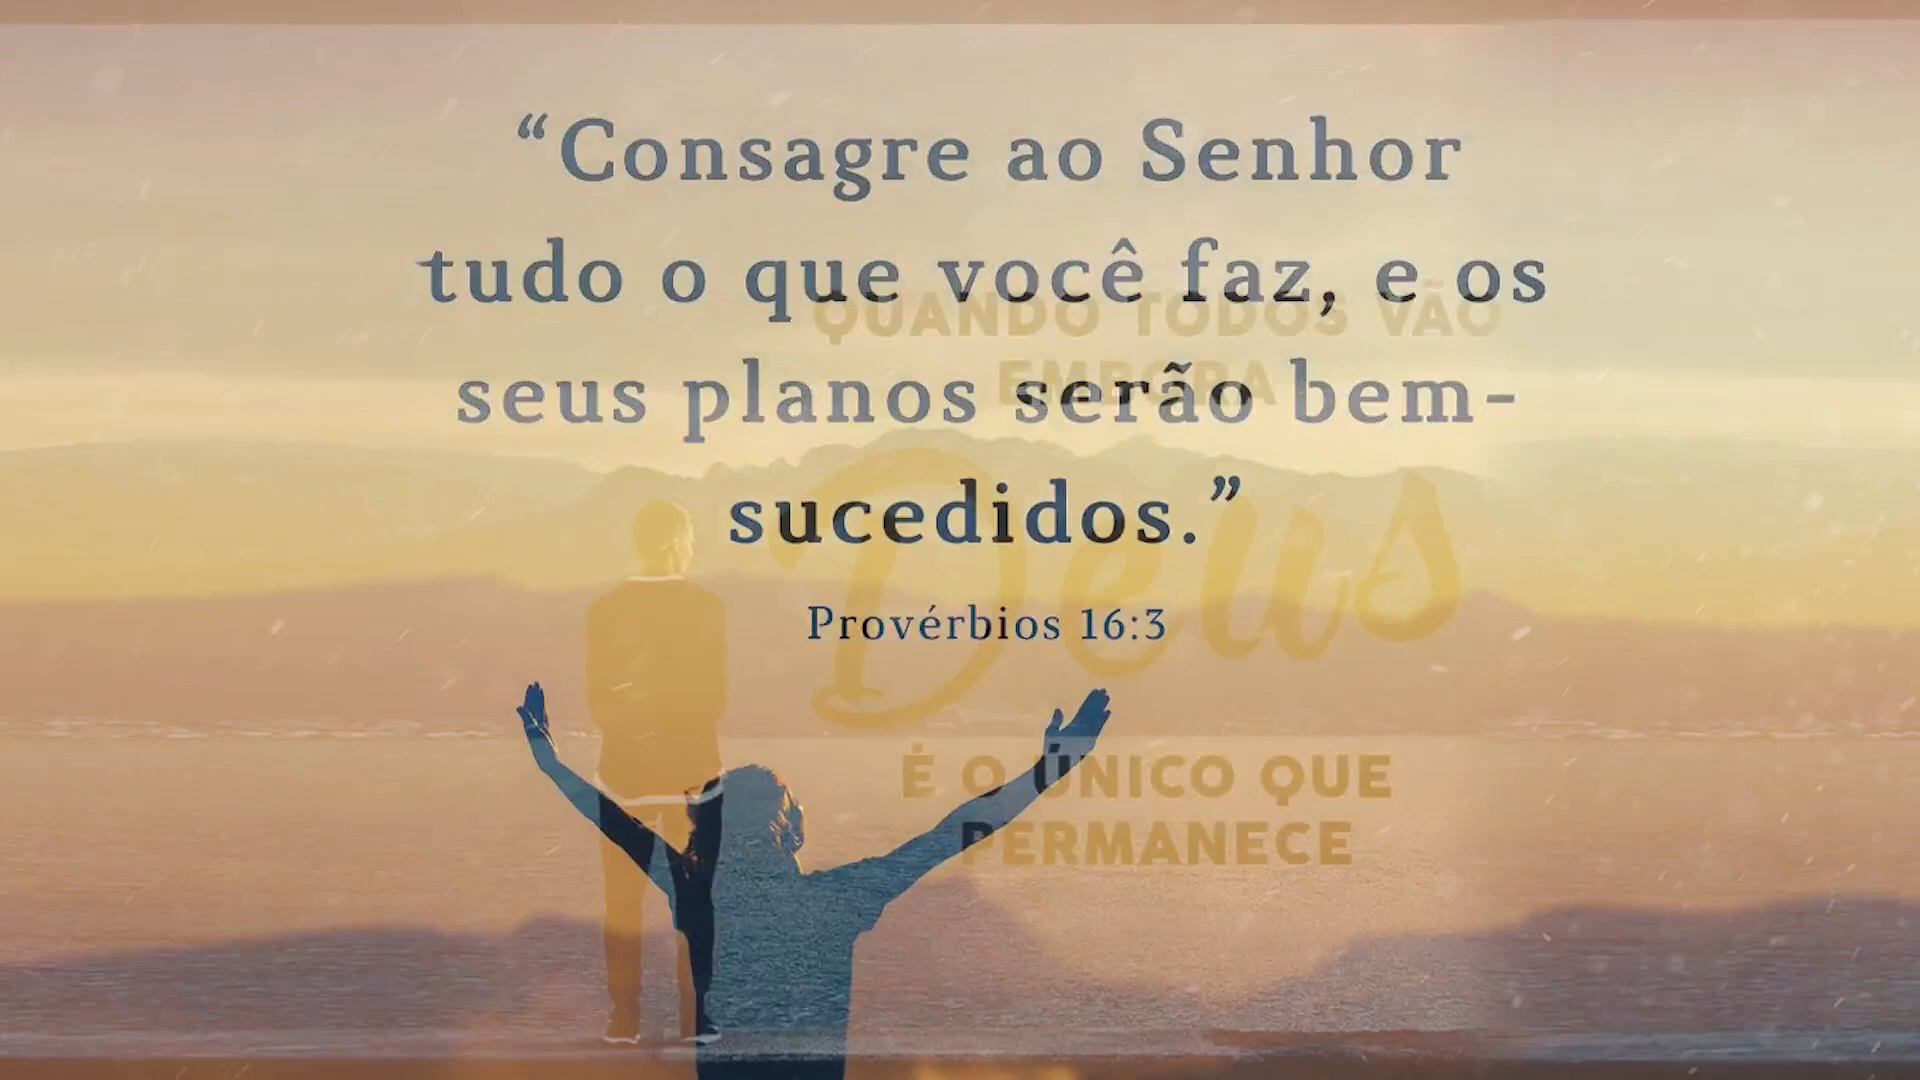 “Consagre ao Senhor
tudo o que você faz, e os
seus planos serão bem-
sucedidos.”
Provérbios 16:3
QUANDO TODOS VÃO
EMBORA
Deus
É O ÚNICO QUE
PERMANECE